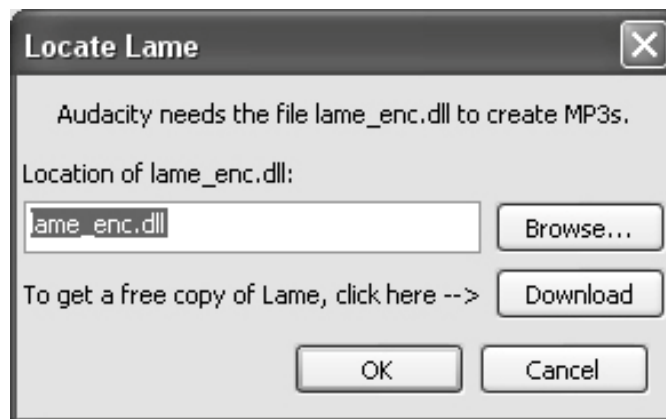 Locate Lame
Audacity needs the file lame_enc.dll to create MP3s.
Location of lame_enc.dll:
lame_enc.dll
Browse...
To get a free copy of Lame, click here -->
Download
OK
Cancel